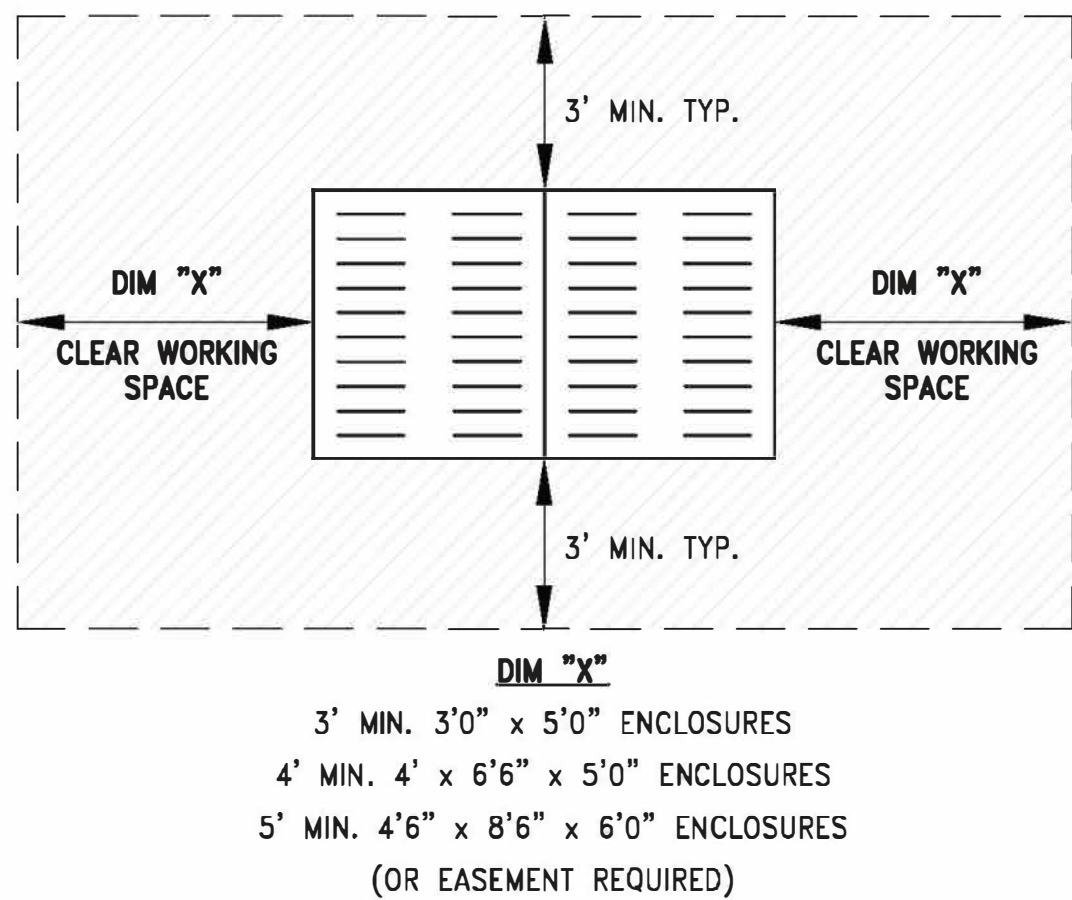 3' MIN. TYP.
DIM "X"
CLEAR WORKING
SPACE
DIM "X"
CLEAR WORKING
SPACE
3' MIN. TYP.
DIM "X"
3' MIN. 3'0" x 5'0" ENCLOSURES
4' MIN. 4' x 6'6" x 5'0" ENCLOSURES
5' MIN. 4'6" x 8'6" x 6'0" ENCLOSURES
(OR EASEMENT REQUIRED)